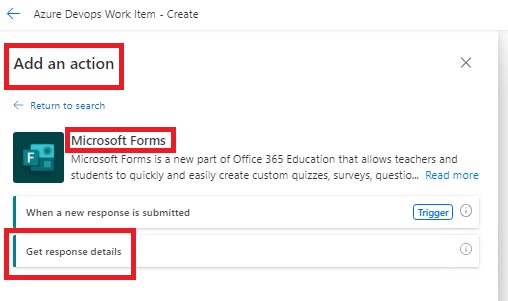 Azure Devops Work Item - Create
Add an action
Return to search
Microsoft Forms
Microsoft Forms is a new part of Office 365 Education that allows teachers and
students to quickly and easily create custom quizzes, surveys, questio... Read more
When a new response is submitted Trigger
Get response details